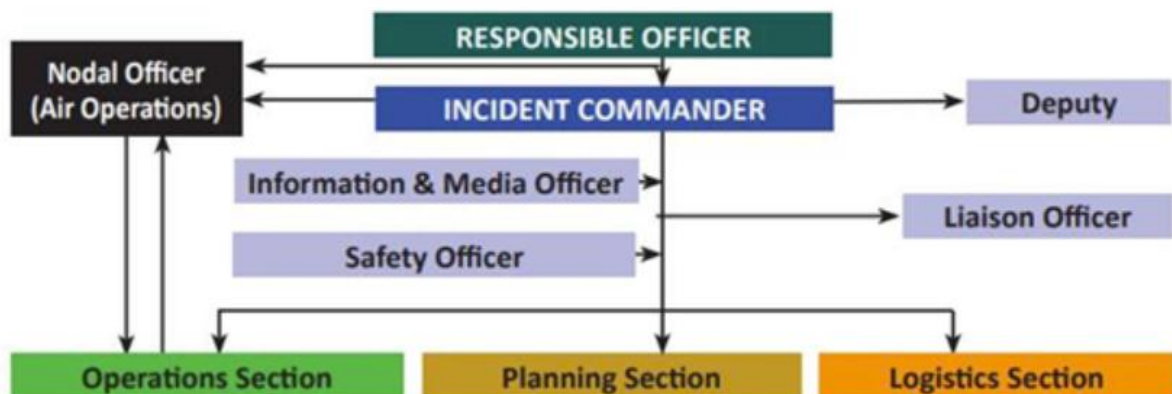 RESPONSIBLE OFFICER
Nodal Officer
(Air Operations)
INCIDENT COMMANDER
Deputy
Information & Media Officer
Liaison Officer
Safety Officer
Operations Section
Planning Section
Logistics Section